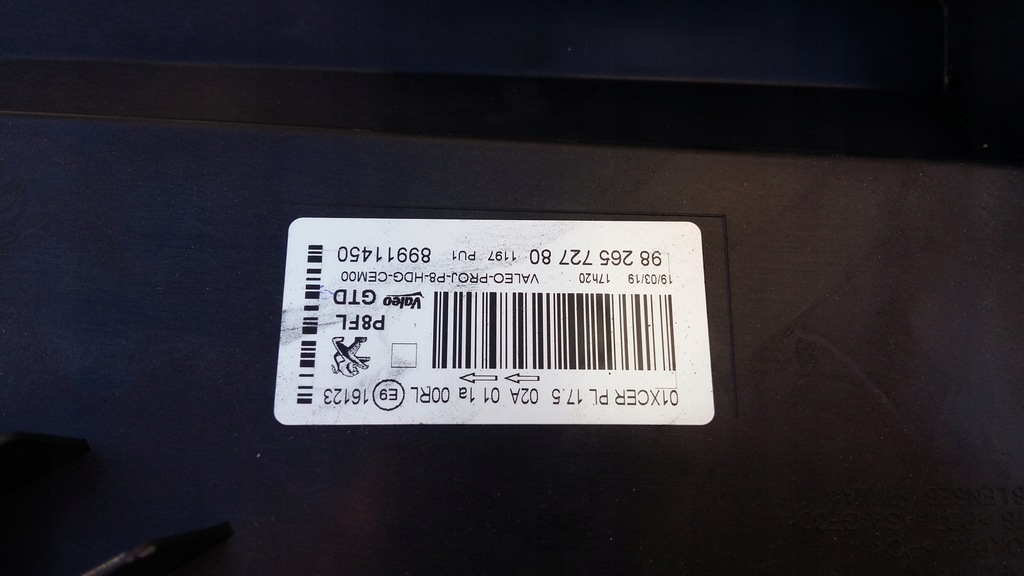 01XCER PL 17.5 02A 01 1a 00RL E9 16123
P8FL
Valeo GTD
19/03/19 17h20 VALEO-PROJ-P8-HDG-CEM00
98 265 727 80 1197 PU1 89911450